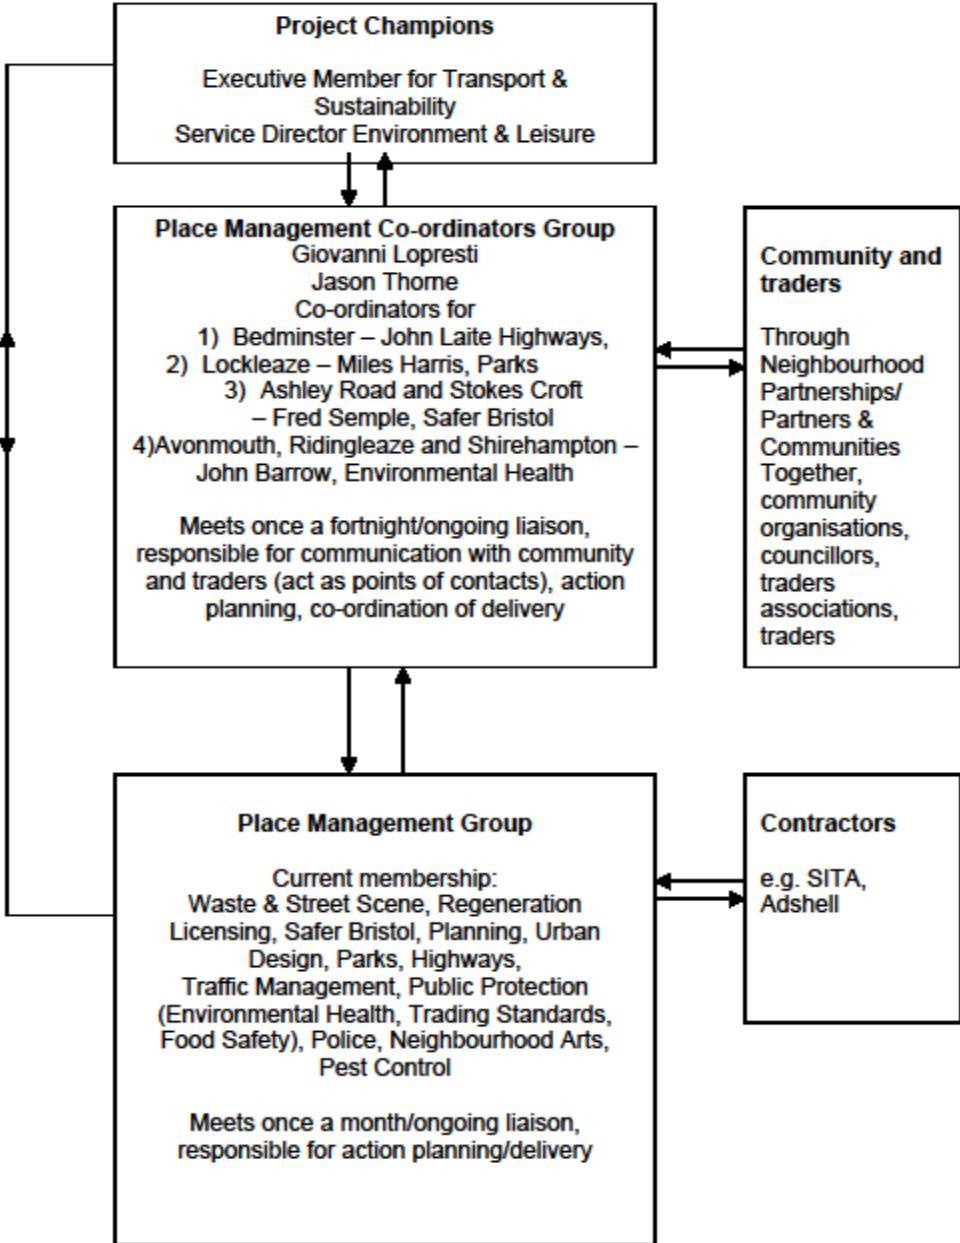 Project Champions
Executive Member for Transport &
Sustainability
Service Director Environment & Leisure
Place Management Co-ordinators Group
Giovanni Lopresti
Jason Thorne
Co-ordinators for
1) Bedminster – John Laite Highways,
2) Lockleaze – Miles Harris, Parks
3) Ashley Road and Stokes Croft
– Fred Semple, Safer Bristol
4)Avonmouth, Ridingleaze and Shirehampton –
John Barrow, Environmental Health
Meets once a fortnight/ongoing liaison,
responsible for communication with community
and traders (act as points of contacts), action
planning, co-ordination of delivery
Community and
traders
Through
Neighbourhood
Partnerships/
Partners &
Communities
Together,
community
organisations,
councillors,
traders
associations,
traders
Place Management Group
Current membership:
Waste & Street Scene, Regeneration
Licensing, Safer Bristol, Planning, Urban
Design, Parks, Highways,
Traffic Management, Public Protection
(Environmental Health, Trading Standards,
Food Safety), Police, Neighbourhood Arts,
Pest Control
Meets once a month/ongoing liaison,
responsible for action planning/delivery
Contractors
e.g. SITA,
Adshell